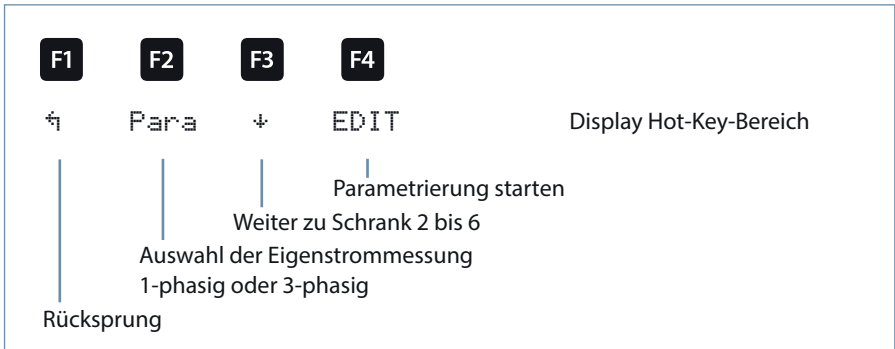 F1 F2 F3 F4
↰ Para ↓ EDIT Display Hot-Key-Bereich
Parametrierung starten
Weiter zu Schrank 2 bis 6
Auswahl der Eigenstrommessung
1-phasig oder 3-phasig
Rücksprung